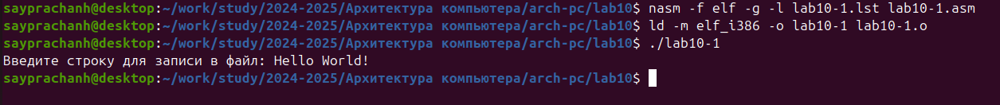 sayprachanh@desktop:~/work/study/2024-2025/Архитектура компьютера/arch-pc/lab10$ nasm -f elf -g -l lab10-1.lst lab10-1.asm
sayprachanh@desktop:~/work/study/2024-2025/Архитектура компьютера/arch-pc/lab10$ ld -m elf_i386 -o lab10-1 lab10-1.o
sayprachanh@desktop:~/work/study/2024-2025/Архитектура компьютера/arch-pc/lab10$ ./lab10-1
Введите строку для записи в файл: Hello World!
sayprachanh@desktop:~/work/study/2024-2025/Архитектура компьютера/arch-pc/lab10$